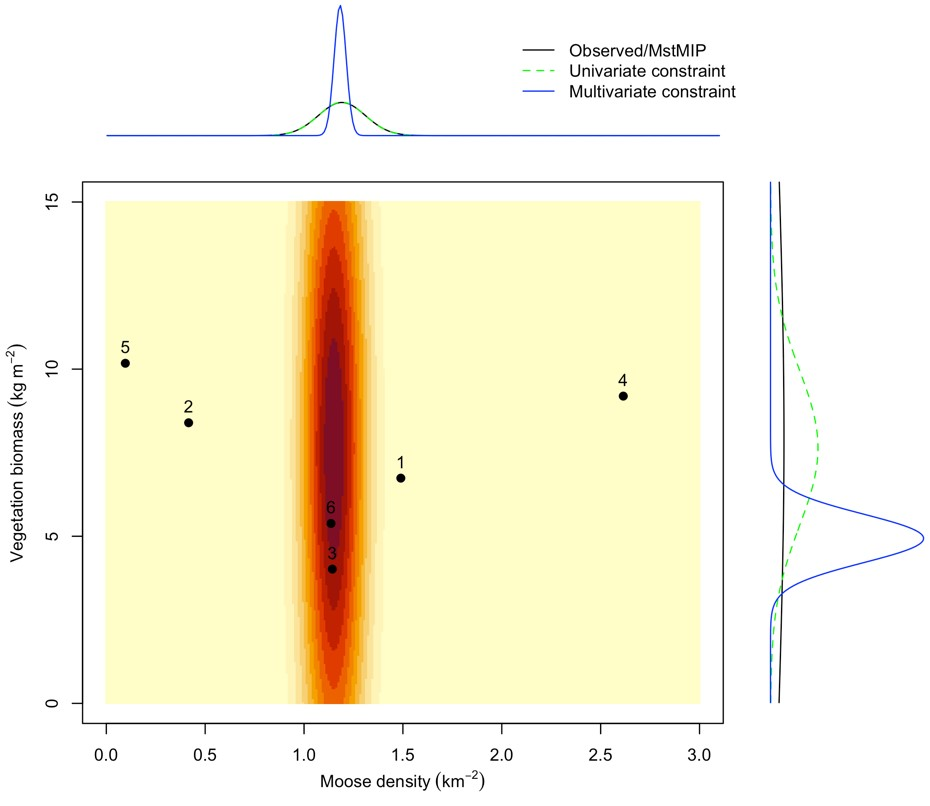 Observed/MstMIP
Univariate constraint
Multivariate constraint
15
10
5
0
Vegetation biomass (kg m⁻²)
5
2
4
1
6
3
0.0 0.5 1.0 1.5 2.0 2.5 3.0
Moose density (km⁻²)